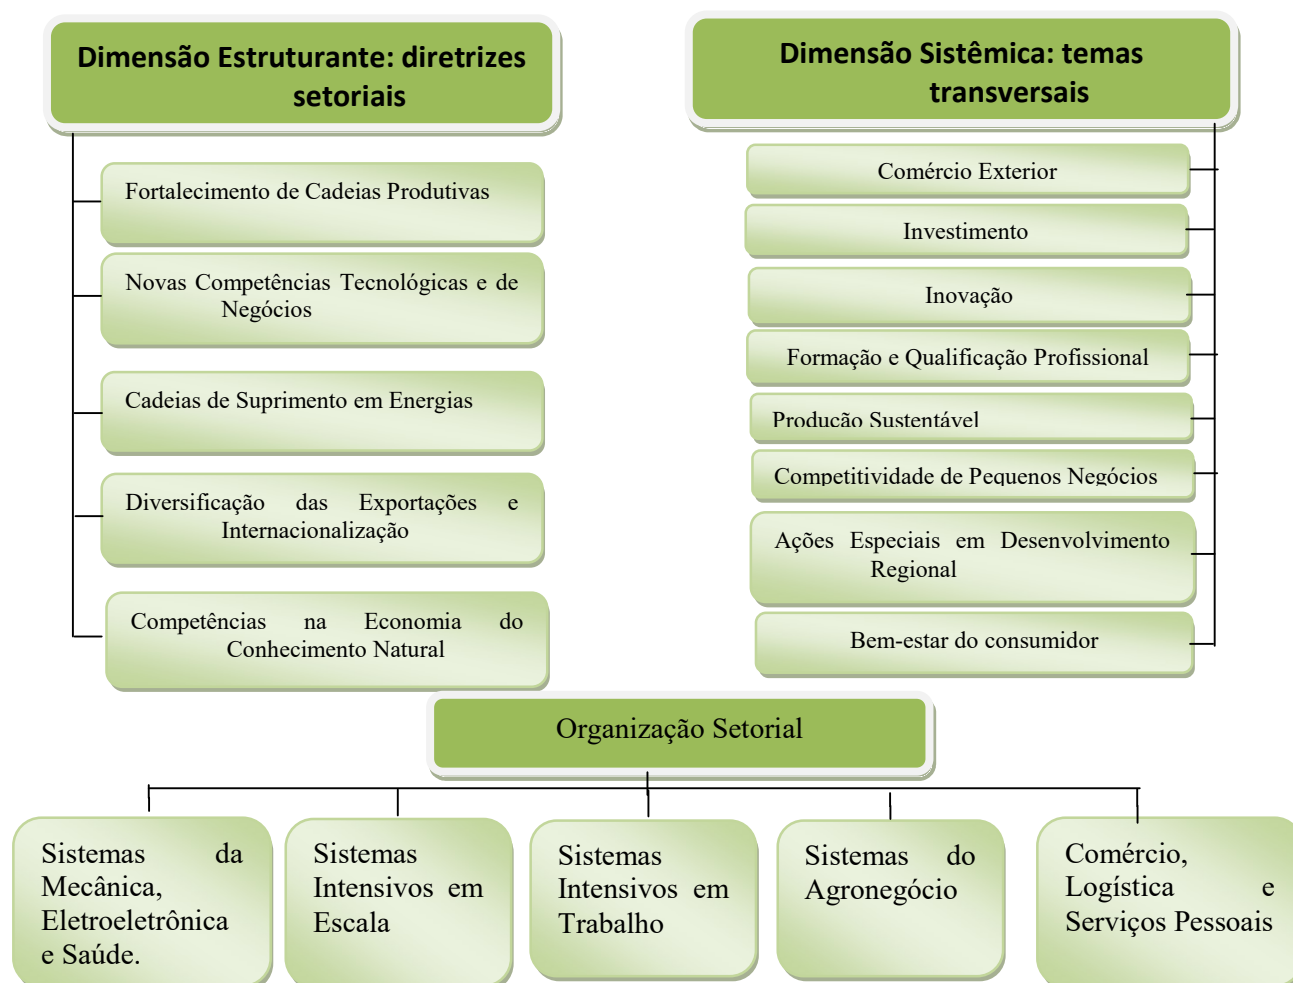 Dimensão Estruturante: diretrizes
setoriais
Fortalecimento de Cadeias Produtivas
Novas Competências Tecnológicas e de
Negócios
Cadeias de Suprimento em Energias
Diversificação das Exportações e
Internacionalização
Competências na Economia do
Conhecimento Natural
Dimensão Sistêmica: temas
transversais
Comércio Exterior
Investimento
Inovação
Formação e Qualificação Profissional
Produção Sustentável
Competitividade de Pequenos Negócios
Ações Especiais em Desenvolvimento
Regional
Bem-estar do consumidor
Organização Setorial
Sistemas da
Mecânica,
Eletroeletrônica
e Saúde.
Sistemas
Intensivos em
Escala
Sistemas
Intensivos em
Trabalho
Sistemas do
Agronegócio
Comércio,
Logística e
Serviços Pessoais